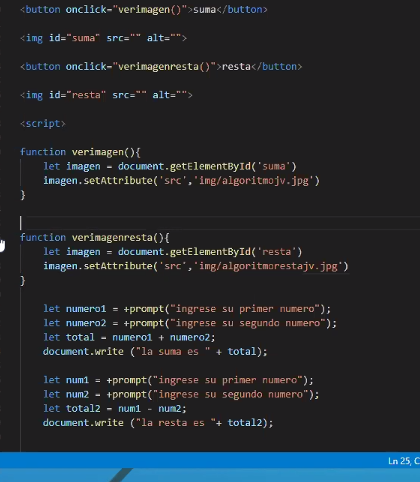 <button onclick="verimagen()">suma</button>
<img id="suma" src="" alt="">
<button onclick="verimagenresta()">resta</button>
<img id="resta" src="" alt="">
<script>
function verimagen(){
let imagen = document.getElementById('suma')
imagen.setAttribute('src','img/algoritmojv.jpg')
}
function verimagenresta(){
let imagen = document.getElementById('resta')
imagen.setAttribute('src','img/algoritmorestajv.jpg')
}
let numero1 = +prompt("ingrese su primer numero");
let numero2 = +prompt("ingrese su segundo numero");
let total = numero1 + numero2;
document.write ("la suma es " + total);
let num1 = +prompt("ingrese su primer numero");
let num2 = +prompt("ingrese su segundo numero");
let total2 = num1 - num2;
document.write ("la resta es "+ total2);
Ln 25, C